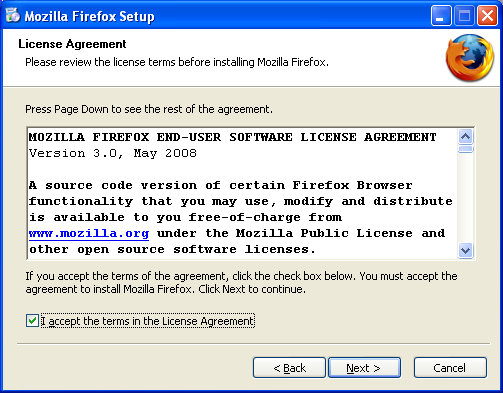 Mozilla Firefox Setup
License Agreement
Please review the license terms before installing Mozilla Firefox.
Press Page Down to see the rest of the agreement.
MOZILLA FIREFOX END-USER SOFTWARE LICENSE AGREEMENT
Version 3.0, May 2008
A source code version of certain Firefox Browser
functionality that you may use, modify and distribute
is available to you free-of-charge from
www.mozilla.org under the Mozilla Public License and
other open source software licenses.
If you accept the terms of the agreement, click the check box below. You must accept the
agreement to install Mozilla Firefox. Click Next to continue.
I accept the terms in the License Agreement
< Back
Next >
Cancel